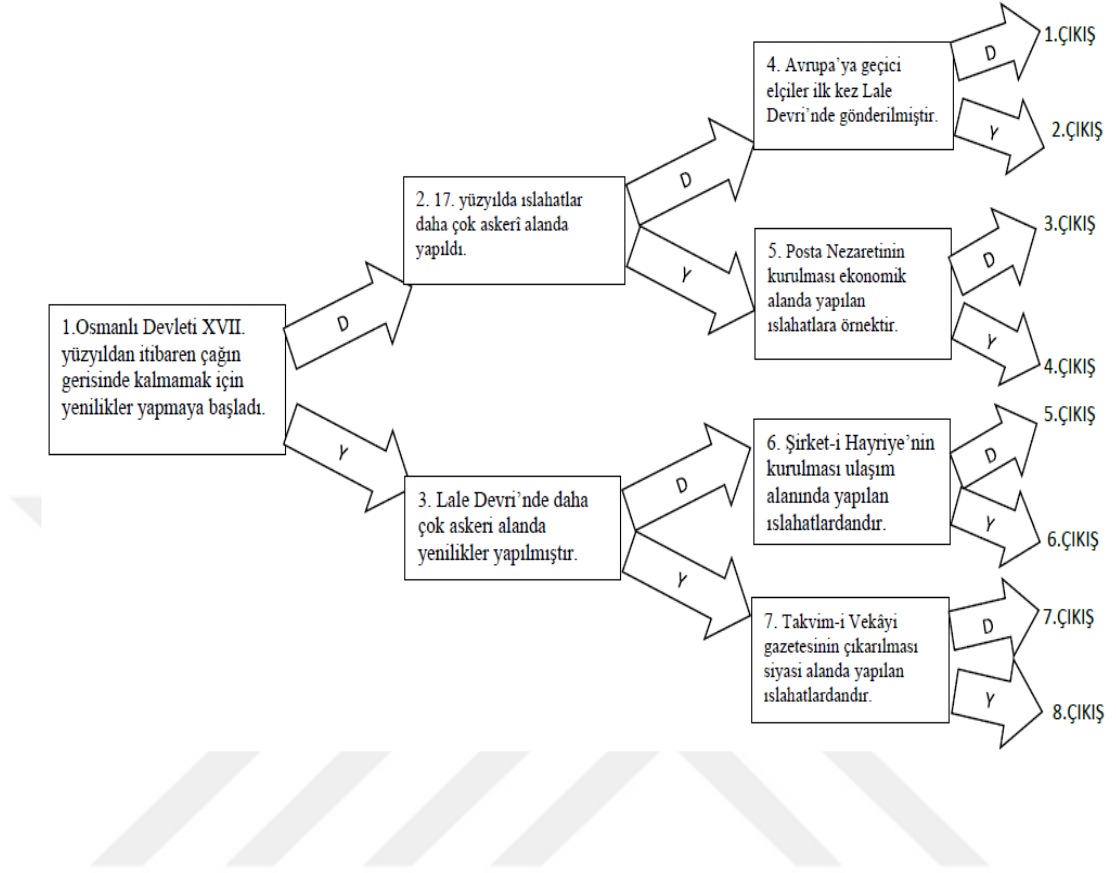 1.Osmanlı Devleti XVII.
yüzyıldan itibaren çağın
gerisinde kalmamak için
yenilikler yapmaya başladı.
D
Y
2. 17. yüzyılda ıslahatlar
daha çok askerî alanda
yapıldı.
D
Y
3. Lale Devri’nde daha
çok askeri alanda
yenilikler yapılmıştır.
D
Y
4. Avrupa’ya geçici
elçiler ilk kez Lale
Devri’nde gönderilmiştir.
D
1.ÇIKIŞ
Y
2.ÇIKIŞ
5. Posta Nezaretinin
kurulması ekonomik
alanda yapılan
ıslahatlara örnektir.
D
3.ÇIKIŞ
Y
4.ÇIKIŞ
6. Şirket-i Hayriye’nin
kurulması ulaşım
alanında yapılan
ıslahatlardandır.
D
5.ÇIKIŞ
Y
6.ÇIKIŞ
7. Takvim-i Vekâyi
gazetesinin çıkarılması
siyasi alanda yapılan
ıslahatlardandır.
D
7.ÇIKIŞ
Y
8.ÇIKIŞ